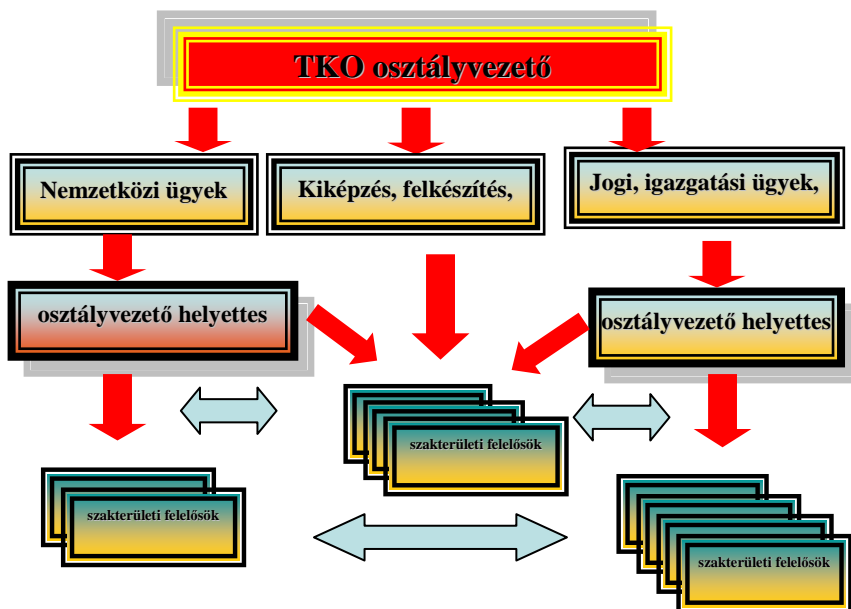 TKO osztályvezető
Nemzetközi ügyek
Kiképzés, felkészítés,
Jogi, igazgatási ügyek,
osztályvezető helyettes
osztályvezető helyettes
szakterületi felelősök
szakterületi felelősök
szakterületi felelősök